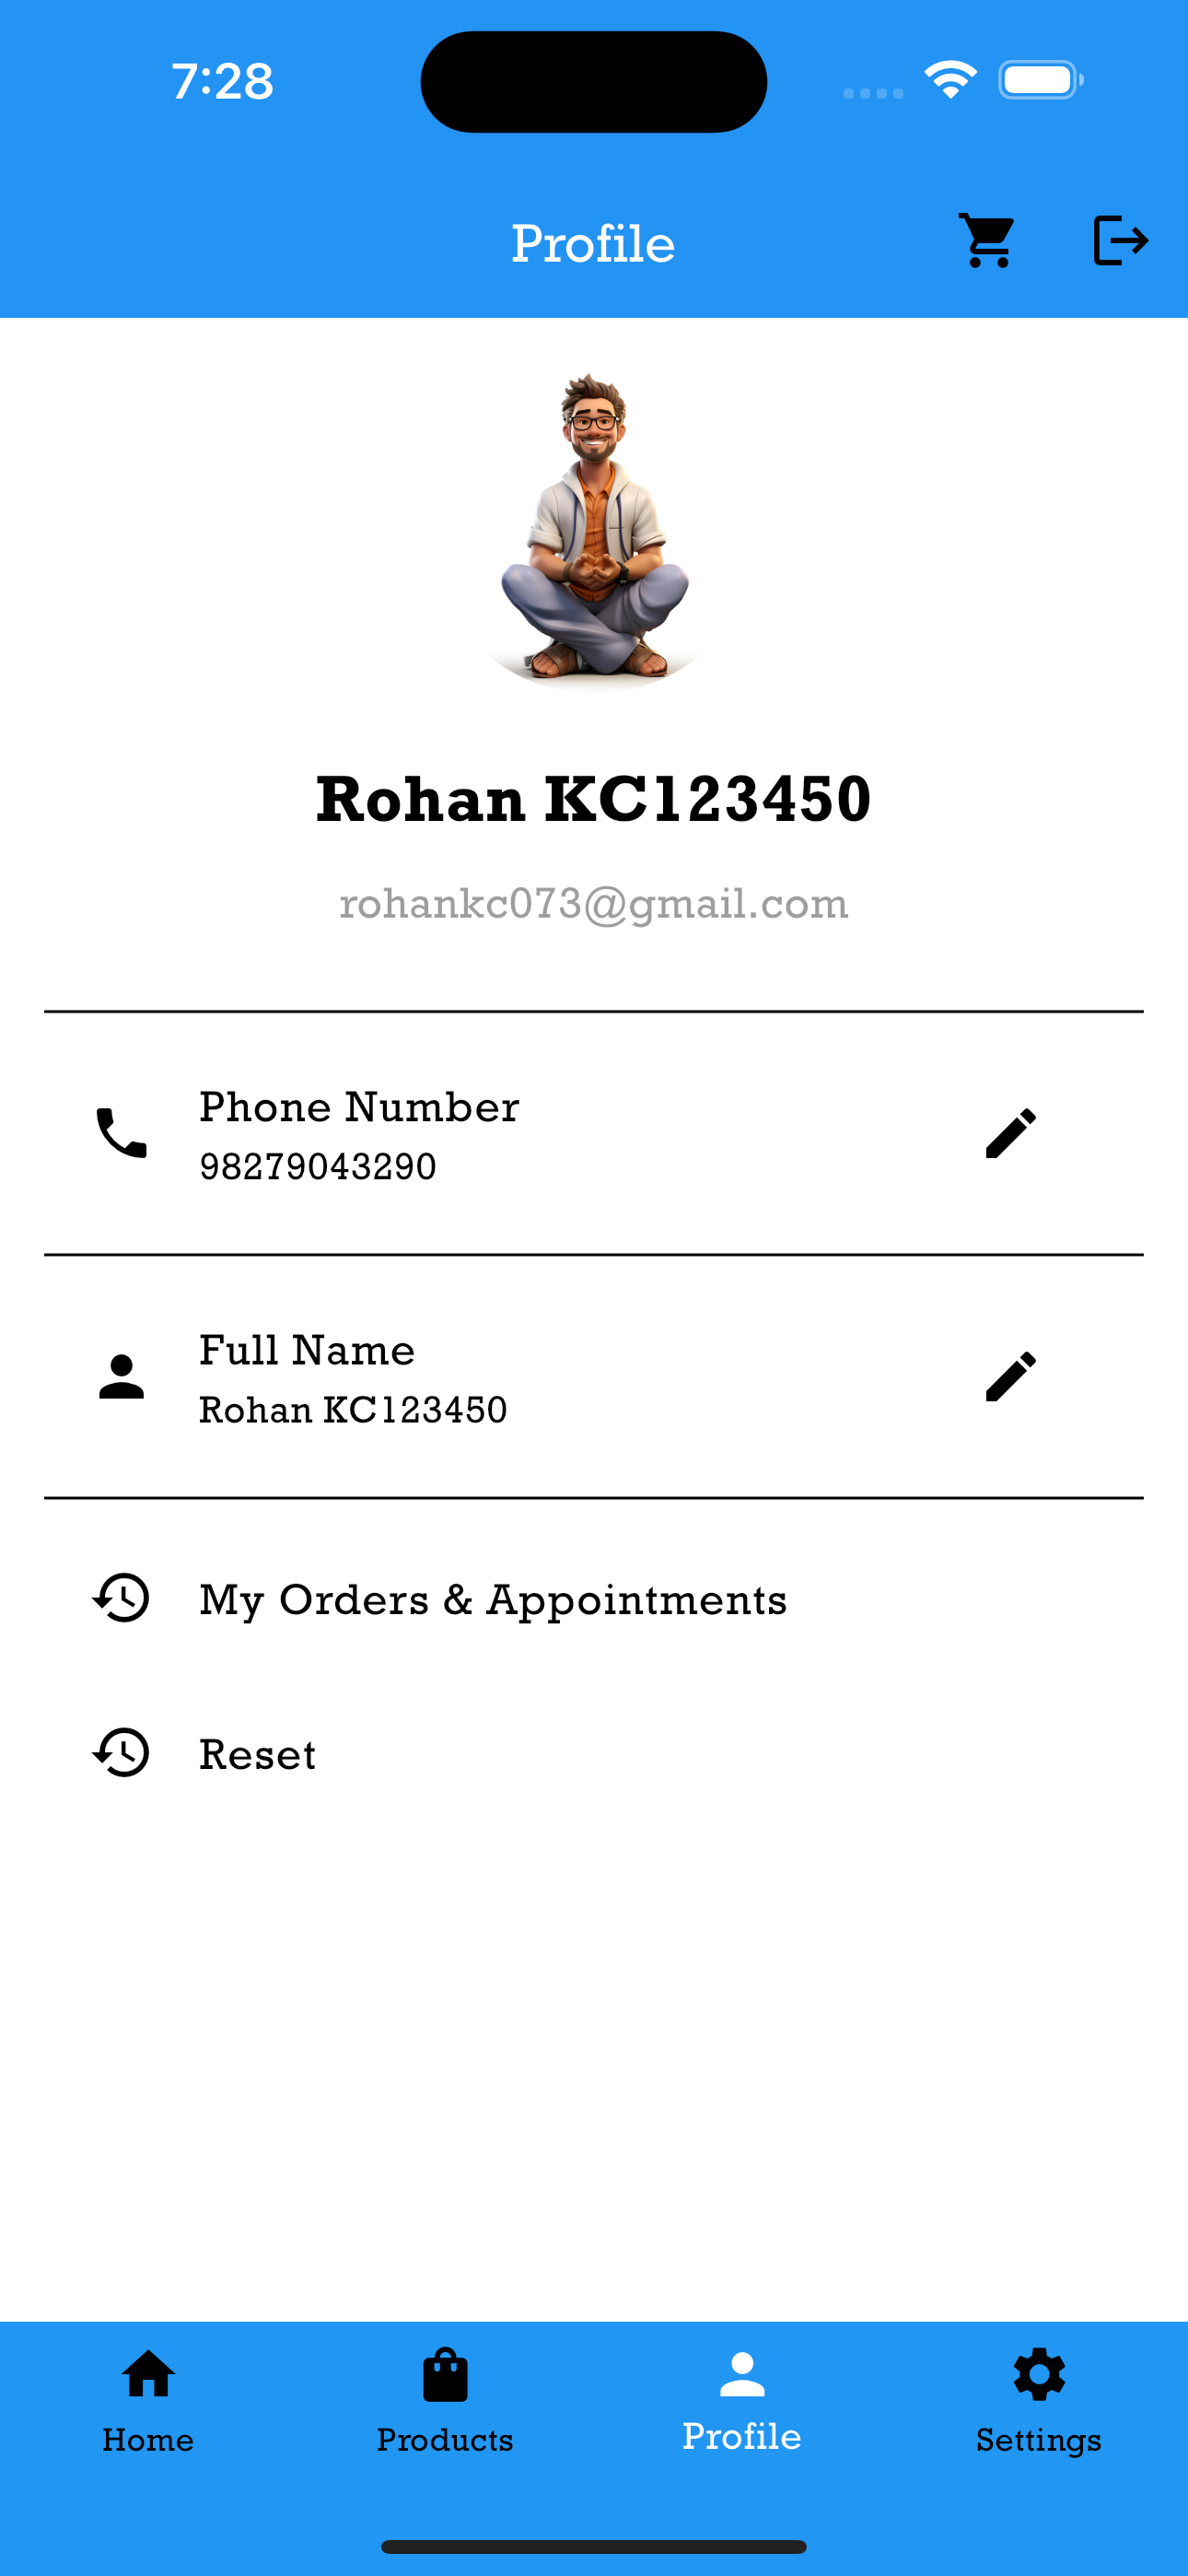 7:28
Profile
Rohan KC123450
rohankc073@gmail.com
Phone Number
98279043290
Full Name
Rohan KC123450
My Orders & Appointments
Reset
Home
Products
Profile
Settings